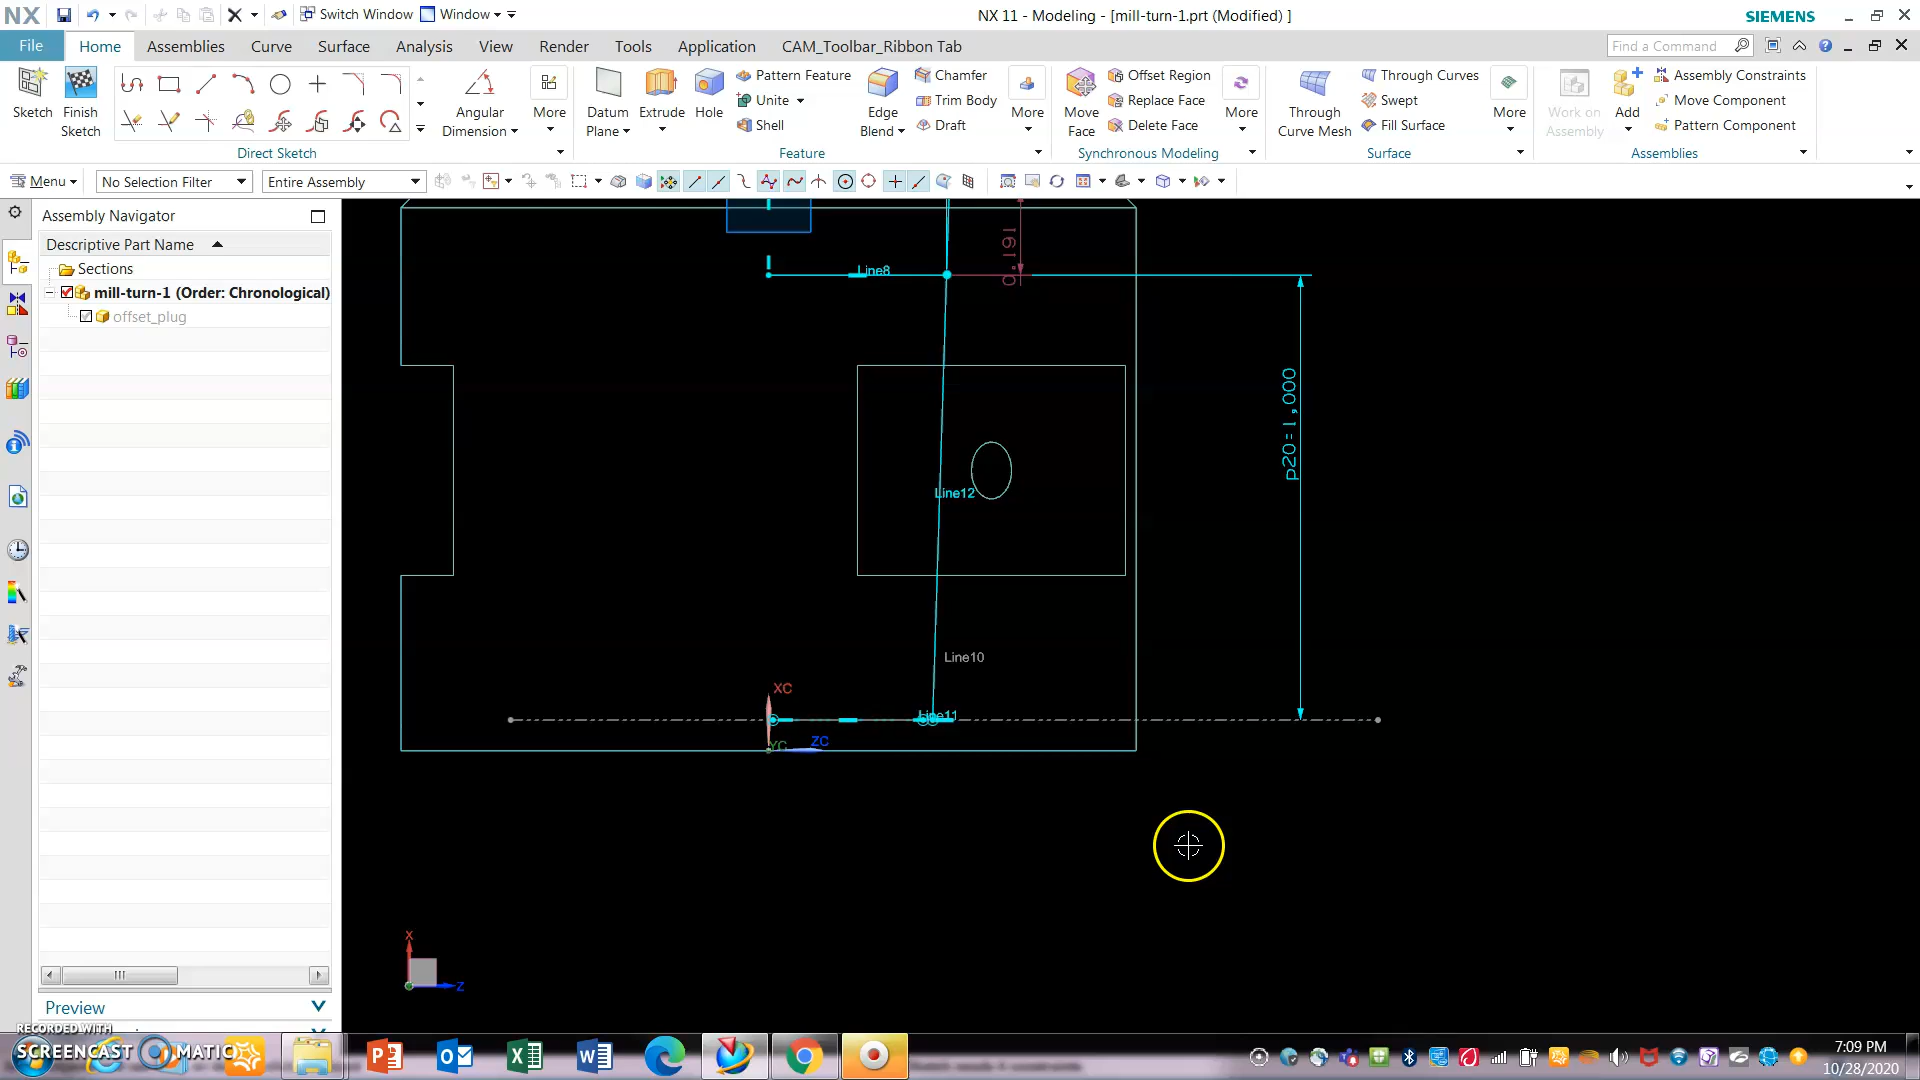 NX
Switch Window
Window
NX 11 - Modeling - [mill-turn-1.prt (Modified) ]
SIEMENS
File
Home
Assemblies
Curve
Surface
Analysis
View
Render
Tools
Application
CAM_Toolbar_Ribbon Tab
Find a Command
Sketch
Finish
Sketch
Angular
Dimension
More
Direct Sketch
Datum
Plane
Extrude
Hole
Pattern Feature
Unite
Shell
Edge
Blend
Chamfer
Trim Body
Draft
More
Feature
Move
Face
Offset Region
Replace Face
Delete Face
More
Synchronous Modeling
Through
Curve Mesh
Through Curves
Swept
Fill Surface
More
Surface
Work on
Assembly
Add
Assembly Constraints
Move Component
Pattern Component
Assemblies
Menu
No Selection Filter
Entire Assembly
Assembly Navigator
Descriptive Part Name
Sections
mill-turn-1 (Order: Chronological)
offset_plug
Preview
Line8
0.191
p20=1,000
Line12
Line10
Line11
XC
YC
ZC
X
Z
RECORDED WITH
SCREENCAST MATIC
7:09 PM
10/28/2020